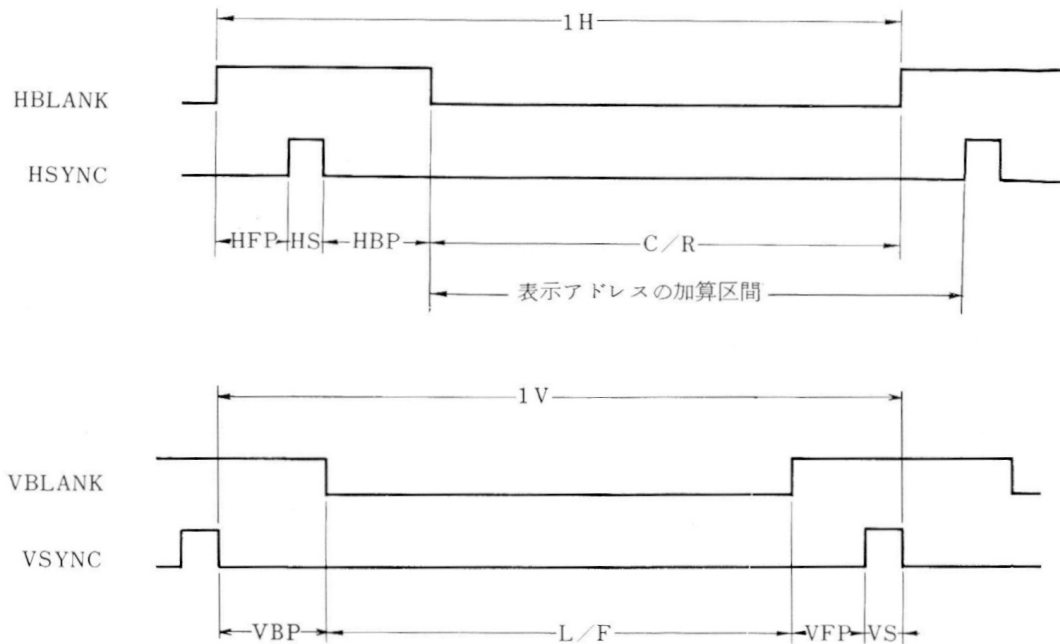 1H
HBLANK
HSYNC
HFP HS HBP C／R
表示アドレスの加算区間
1V
VBLANK
VSYNC
VBP L／F VFP VS